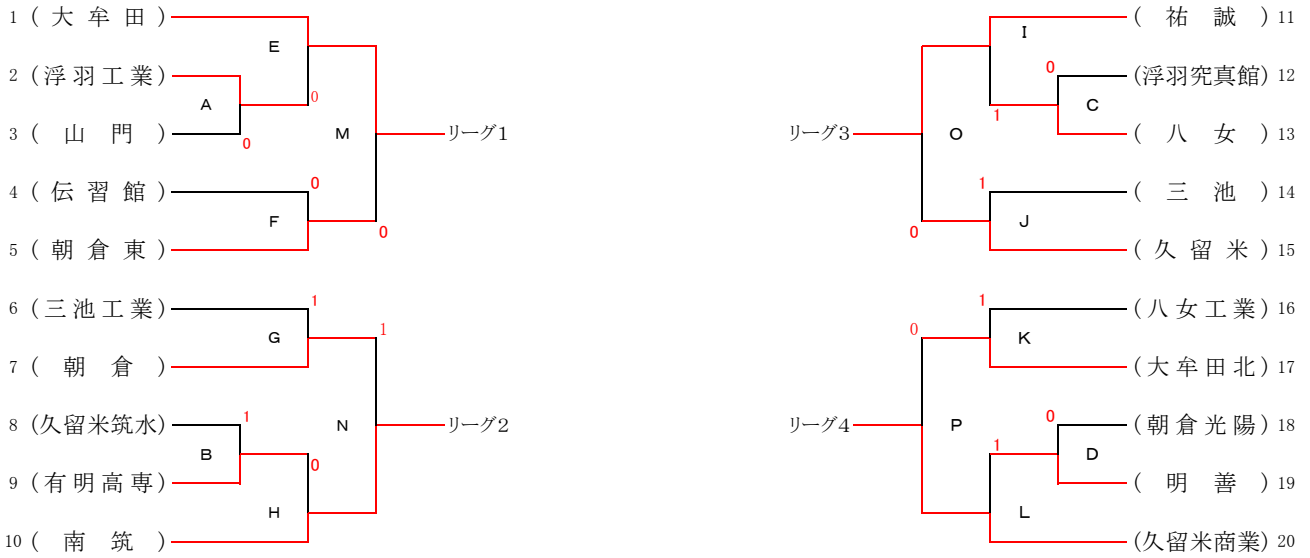 1 (大牟田)
E
2 (浮羽工業)
A
0
3 (山門)
0
M
リーグ1
4 (伝習館)
0
F
0
5 (朝倉東)
6 (三池工業)
1
G
1
7 (朝倉)
8 (久留米筑水)
1
N
リーグ2
B
0
9 (有明高専)
H
10 (南筑)
(祐誠) 11
I
0
(浮羽究真館) 12
C
1
リーグ3
O
(八女) 13
1
(三池) 14
J
0
(久留米) 15
1
(八女工業) 16
0
K
(大牟田北) 17
0
(朝倉光陽) 18
リーグ4
P
1
D
(明善) 19
L
(久留米商業) 20